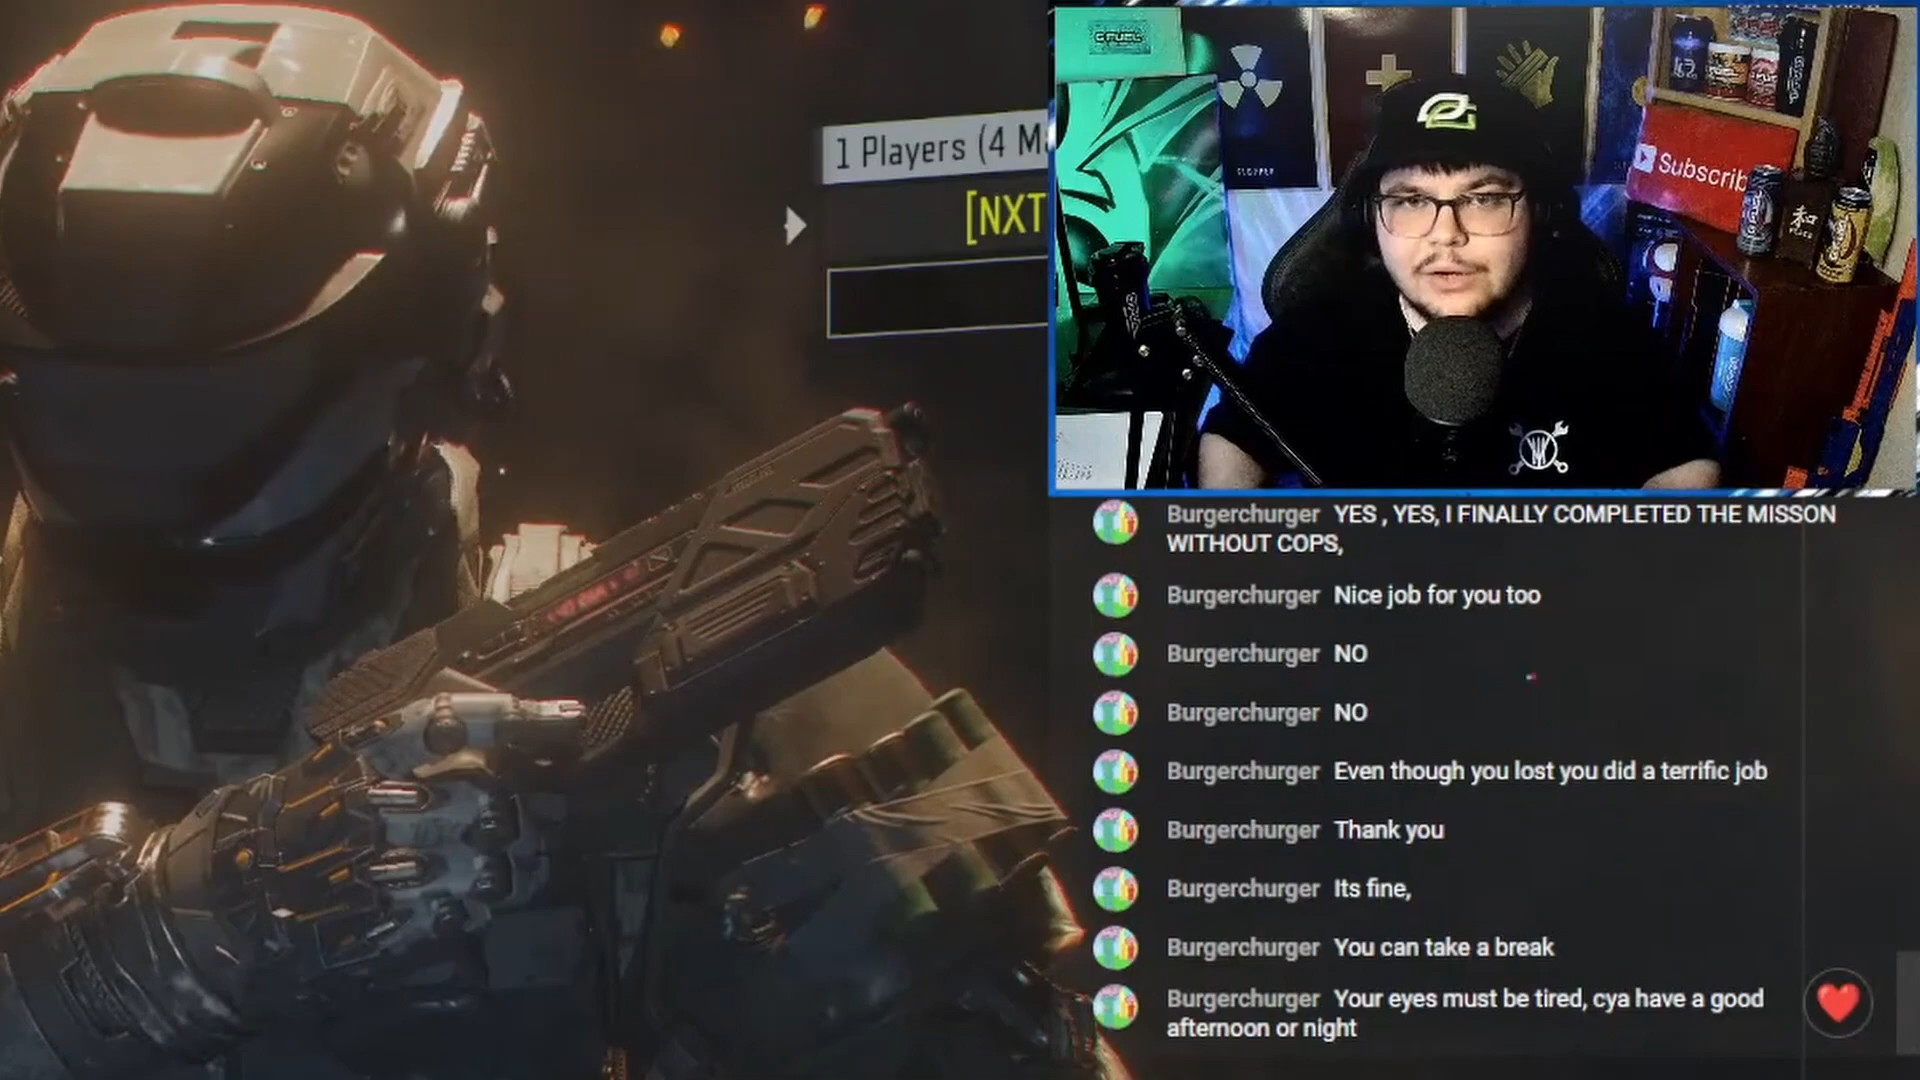 1 Players (4 M
[NXT
G FUEL
Subscrib
Burgerchurger YES , YES, I FINALLY COMPLETED THE MISSON
WITHOUT COPS,
Burgerchurger Nice job for you too
Burgerchurger NO
Burgerchurger NO
Burgerchurger Even though you lost you did a terrific job
Burgerchurger Thank you
Burgerchurger Its fine,
Burgerchurger You can take a break
Burgerchurger Your eyes must be tired, cya have a good
afternoon or night